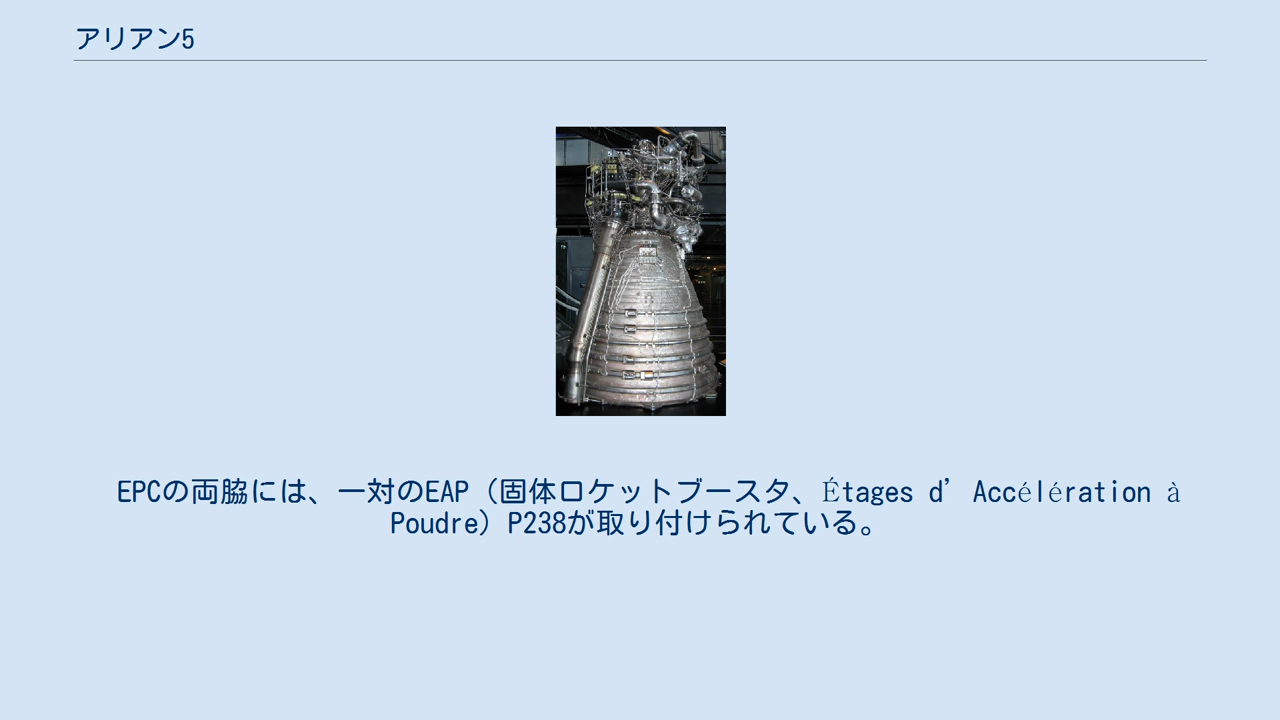 アリアン5
EPCの両脇には、一対のEAP（固体ロケットブースタ、Étages d’Accélération à
Poudre）P238が取り付けられている。